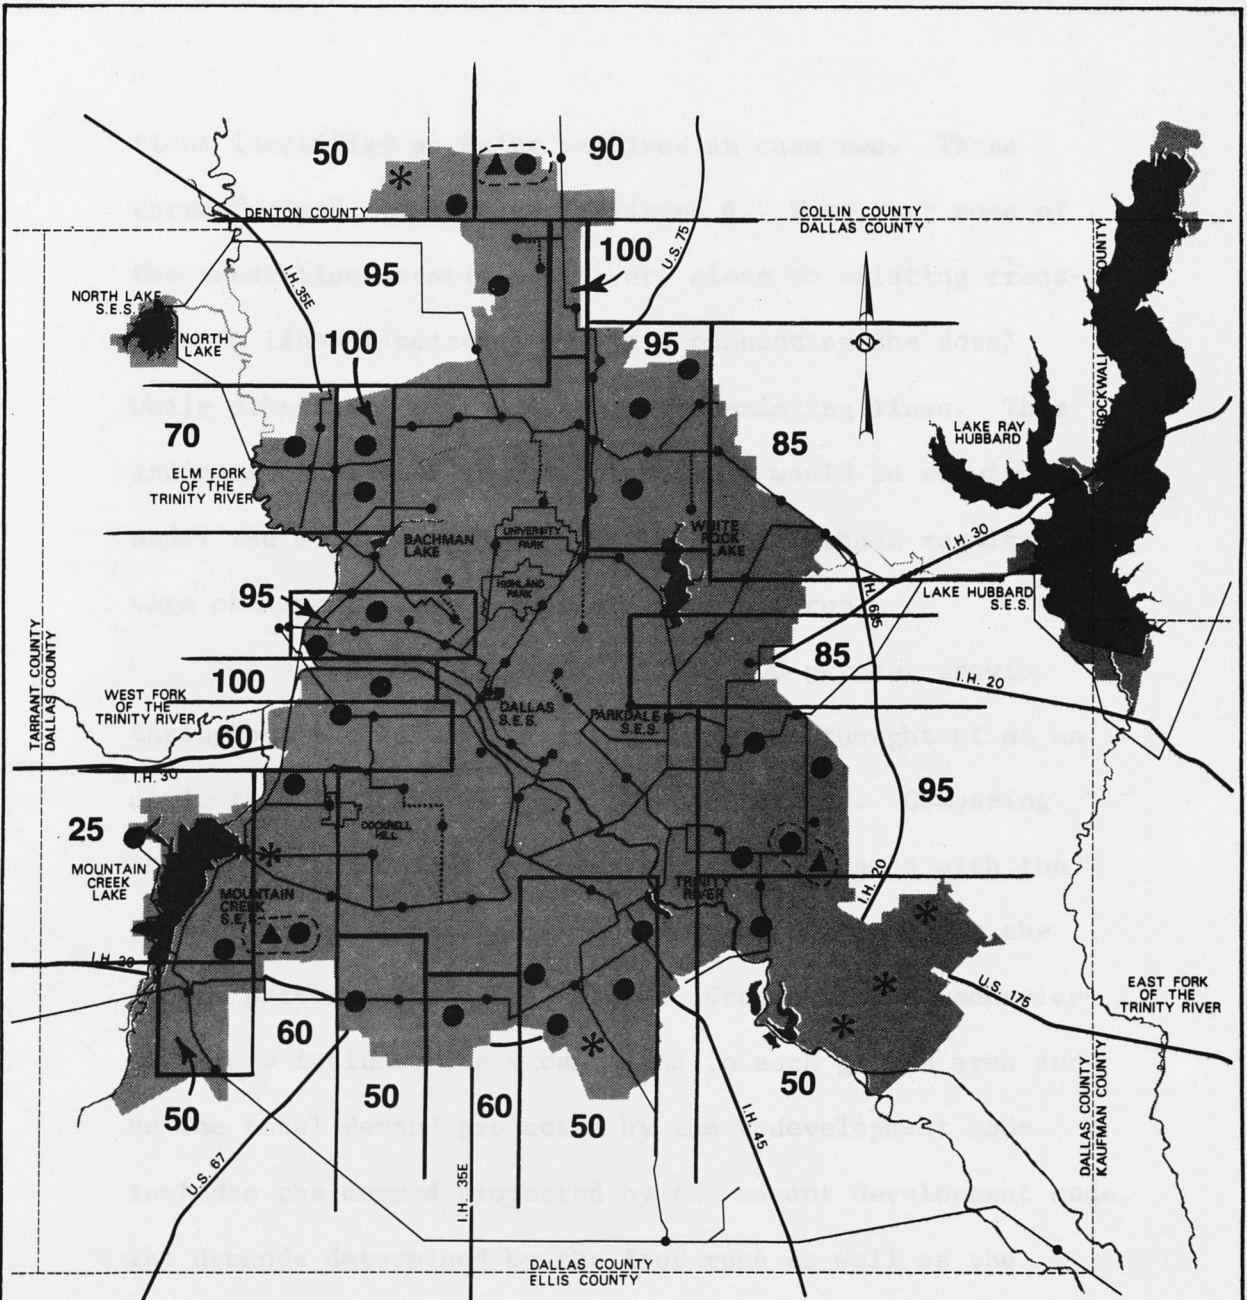 50
90
DENTON COUNTY
COLLIN COUNTY
DALLAS COUNTY
100
U.S. 75
95
I.H. 35E
NORTH LAKE
S.E.S.
NORTH
LAKE
100
95
ROCKWALL COUNTY
70
85
LAKE RAY
HUBBARD
ELM FORK
OF THE
TRINITY RIVER
BACHMAN
LAKE
UNIVERSITY
PARK
WHITE
ROCK
LAKE
I.H. 30
HIGHLAND
PARK
95
I.H. 635
LAKE HUBBARD
S.E.S.
TARRANT COUNTY
DALLAS COUNTY
85
100
I.H. 20
WEST FORK
OF THE
TRINITY RIVER
DALLAS
S.E.S.
PARKDALE
S.E.S.
60
I.H. 30
95
25
COCKRELL
HILL
MOUNTAIN
CREEK
LAKE
MOUNTAIN
CREEK
S.E.S.
TRINITY
RIVER
I.H. 20
I.H. 20
U.S. 175
EAST FORK
OF THE
TRINITY RIVER
60
50
50
60
50
50
DALLAS COUNTY
KAUFMAN COUNTY
I.H. 45
U.S. 67
I.H. 35E
DALLAS COUNTY
ELLIS COUNTY